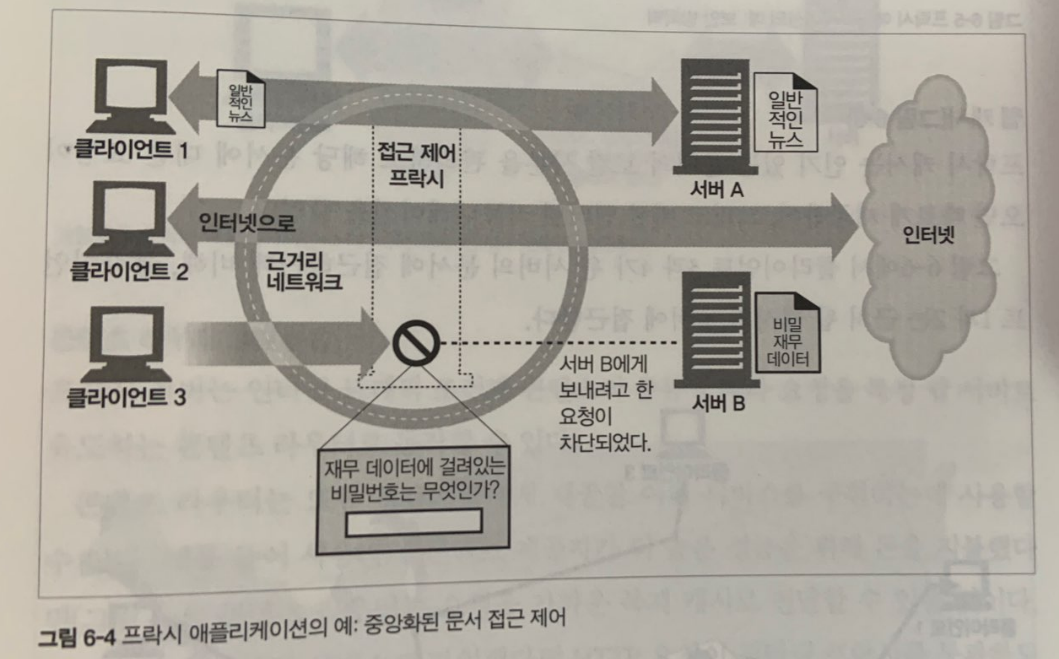 클라이언트 1
일반
적인
뉴스
접근 제어
프락시
서버 A
일반
적인
뉴스
클라이언트 2
인터넷으로
근거리
네트워크
인터넷
클라이언트 3
서버 B에게
보내려고 한
요청이
차단되었다.
서버 B
비밀
재무
데이터
재무 데이터에 걸려있는
비밀번호는 무엇인가?
그림 6-4 프락시 애플리케이션의 예: 중앙화된 문서 접근 제어